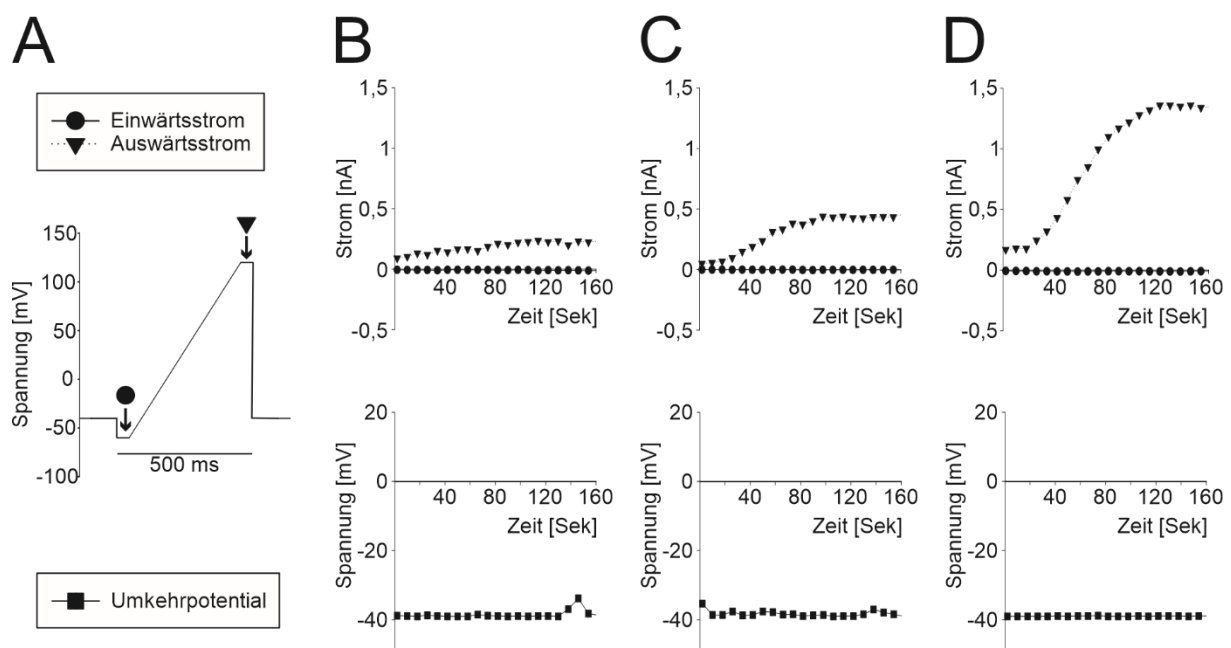 A
Einwärtsstrom
Auswärtsstrom
Spannung [mV]
150
100
50
0
-50
-100
500 ms
Umkehrpotential
B
Strom [nA]
1,5
1
0,5
0
-0,5
40 80 120 160
Zeit [Sek]
Spannung [mV]
20
0
-20
-40
40 80 120 160
Zeit [Sek]
C
Strom [nA]
1,5
1
0,5
0
-0,5
40 80 120 160
Zeit [Sek]
Spannung [mV]
20
0
-20
-40
40 80 120 160
Zeit [Sek]
D
Strom [nA]
1,5
1
0,5
0
-0,5
40 80 120 160
Zeit [Sek]
Spannung [mV]
20
0
-20
-40
40 80 120 160
Zeit [Sek]